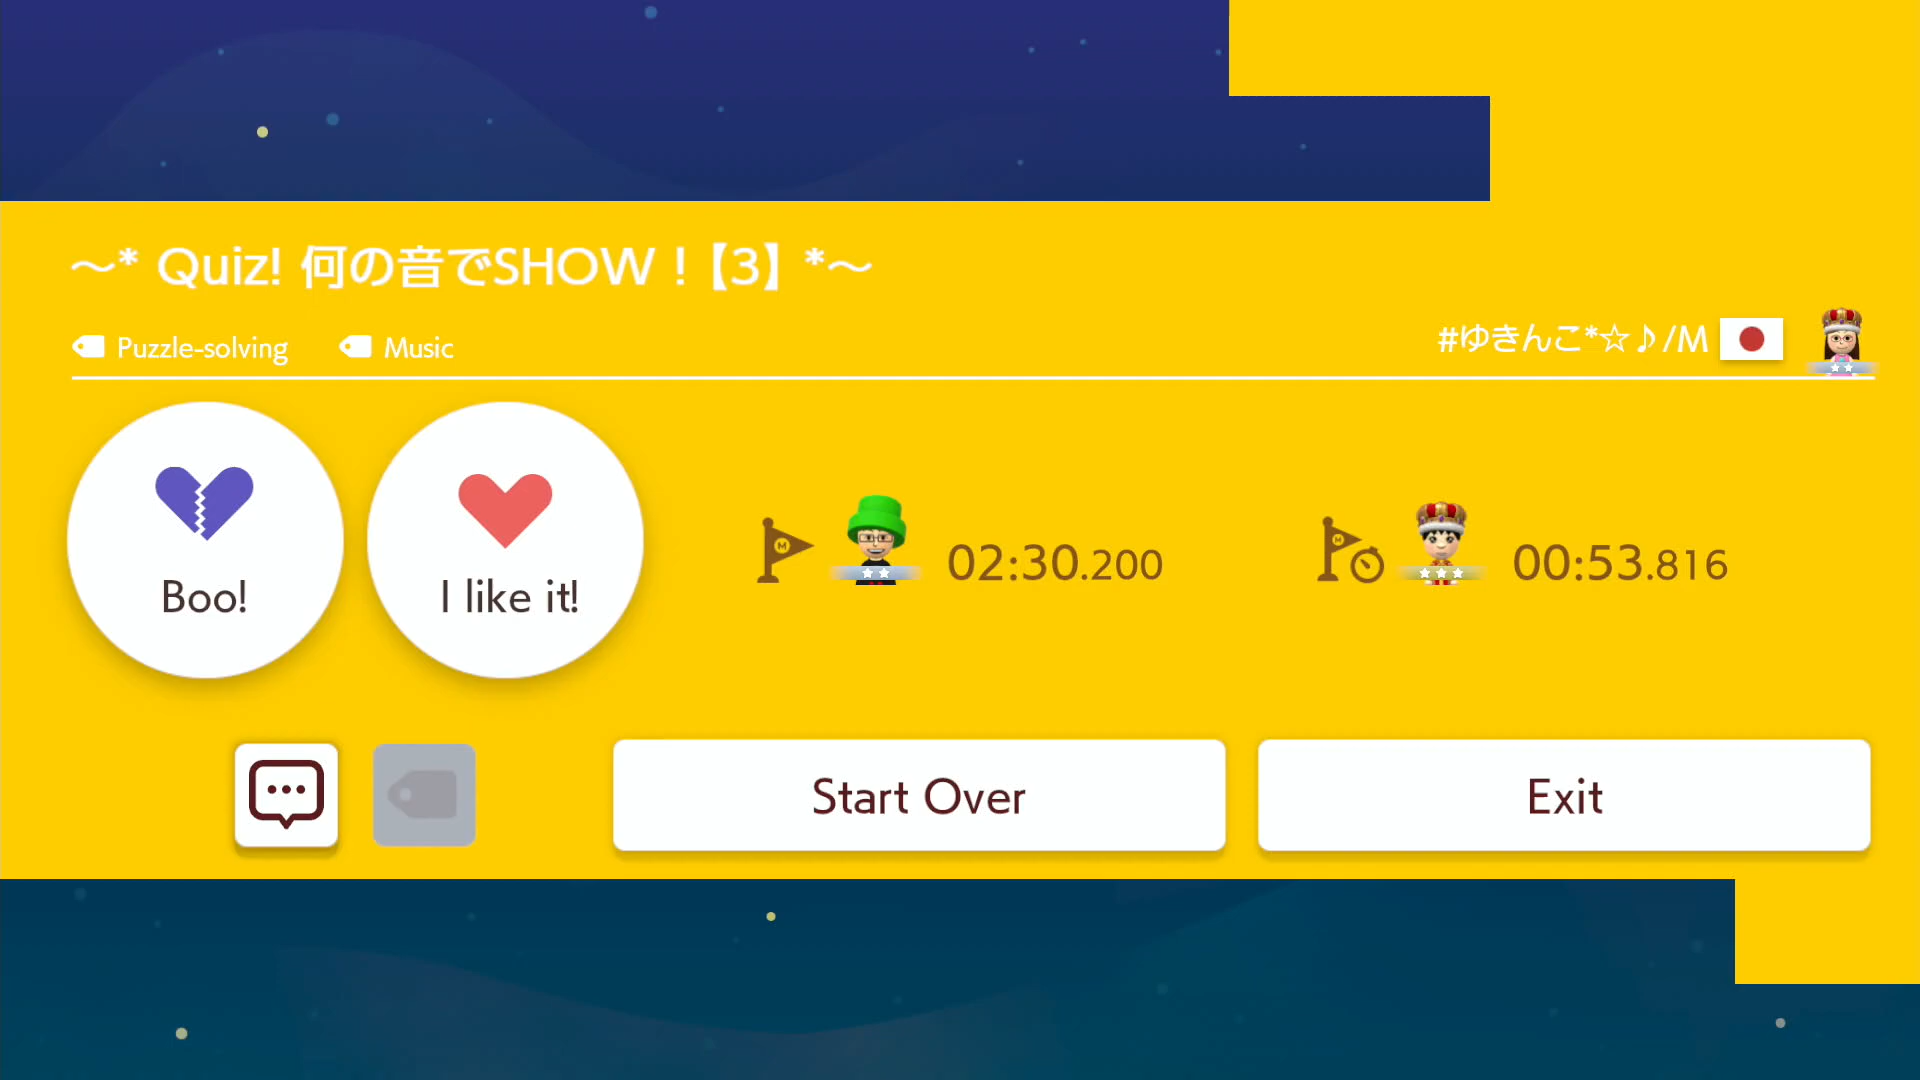 ～* Quiz! 何の音でSHOW！【3】*～
Puzzle-solving Music
#ゆきんこ*☆♪/M
Boo!
I like it!
M 02:30.200
M 00:53.816
Start Over
Exit